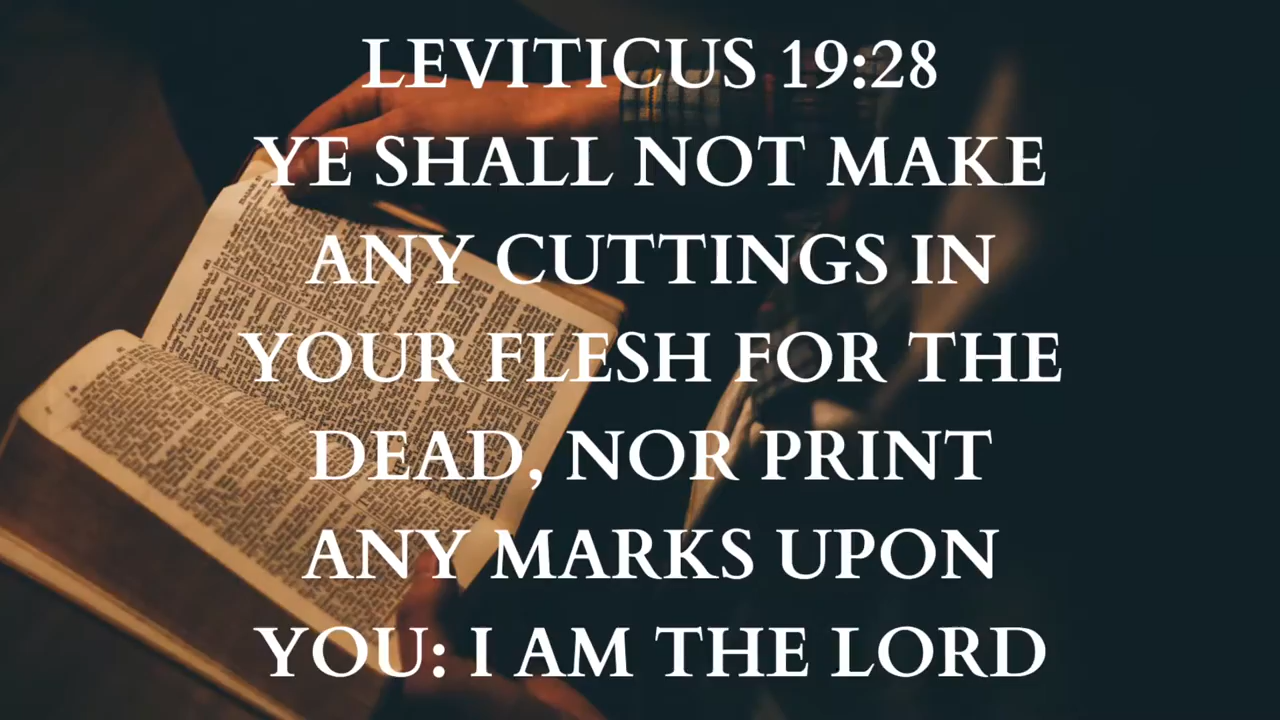 LEVITICUS 19:28
YE SHALL NOT MAKE
ANY CUTTINGS IN
YOUR FLESH FOR THE
DEAD, NOR PRINT
ANY MARKS UPON
YOU: I AM THE LORD